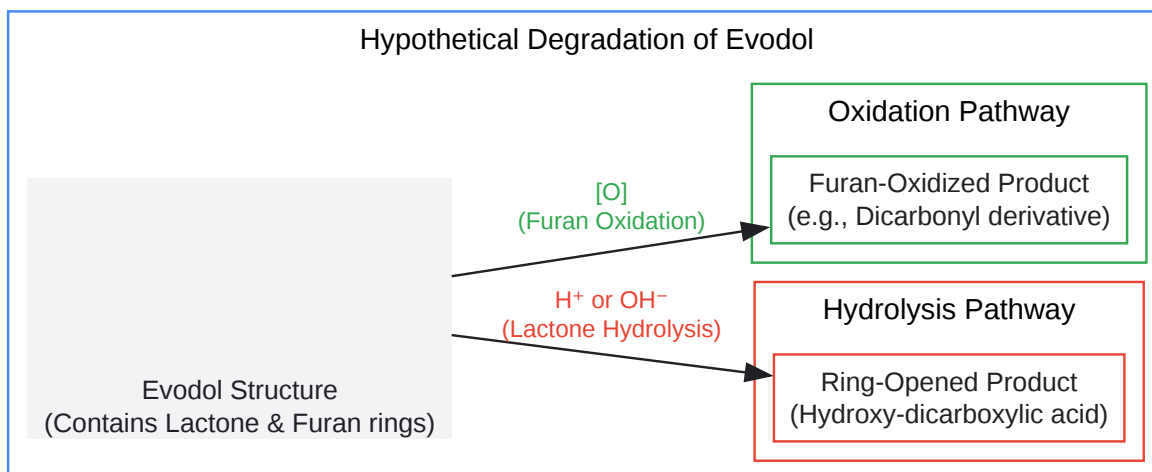 Hypothetical Degradation of Evodol
Oxidation Pathway
[O]
(Furan Oxidation)
Furan-Oxidized Product
(e.g., Dicarbonyl derivative)
H⁺ or OH⁻
(Lactone Hydrolysis)
Hydrolysis Pathway
Evodol Structure
(Contains Lactone & Furan rings)
Ring-Opened Product
(Hydroxy-dicarboxylic acid)